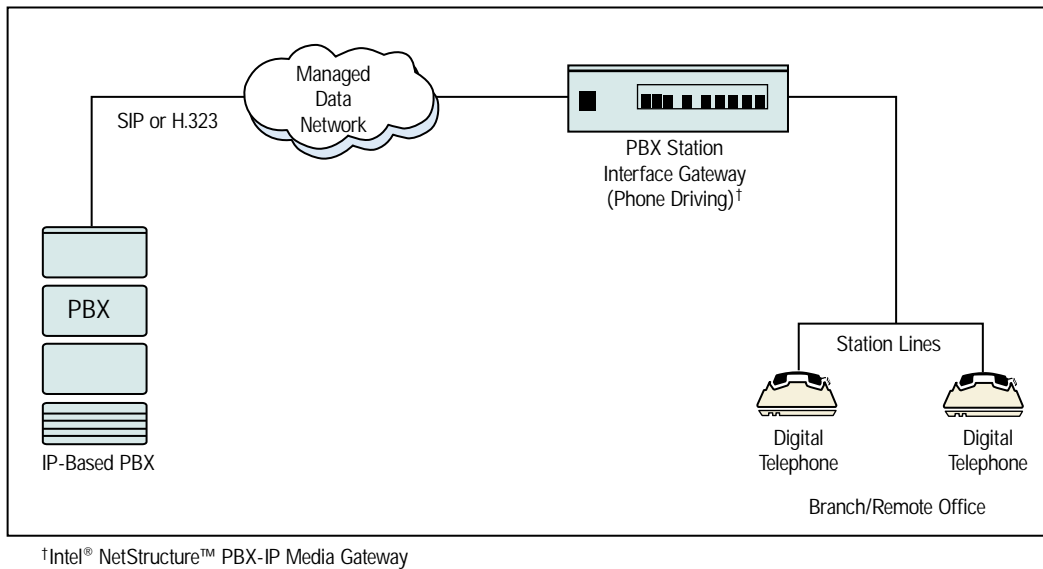 Managed
Data
Network
SIP or H.323
PBX Station
Interface Gateway
(Phone Driving)†
PBX
IP-Based PBX
Station Lines
Digital
Telephone
Digital
Telephone
Branch/Remote Office
†Intel® NetStructure™ PBX-IP Media Gateway